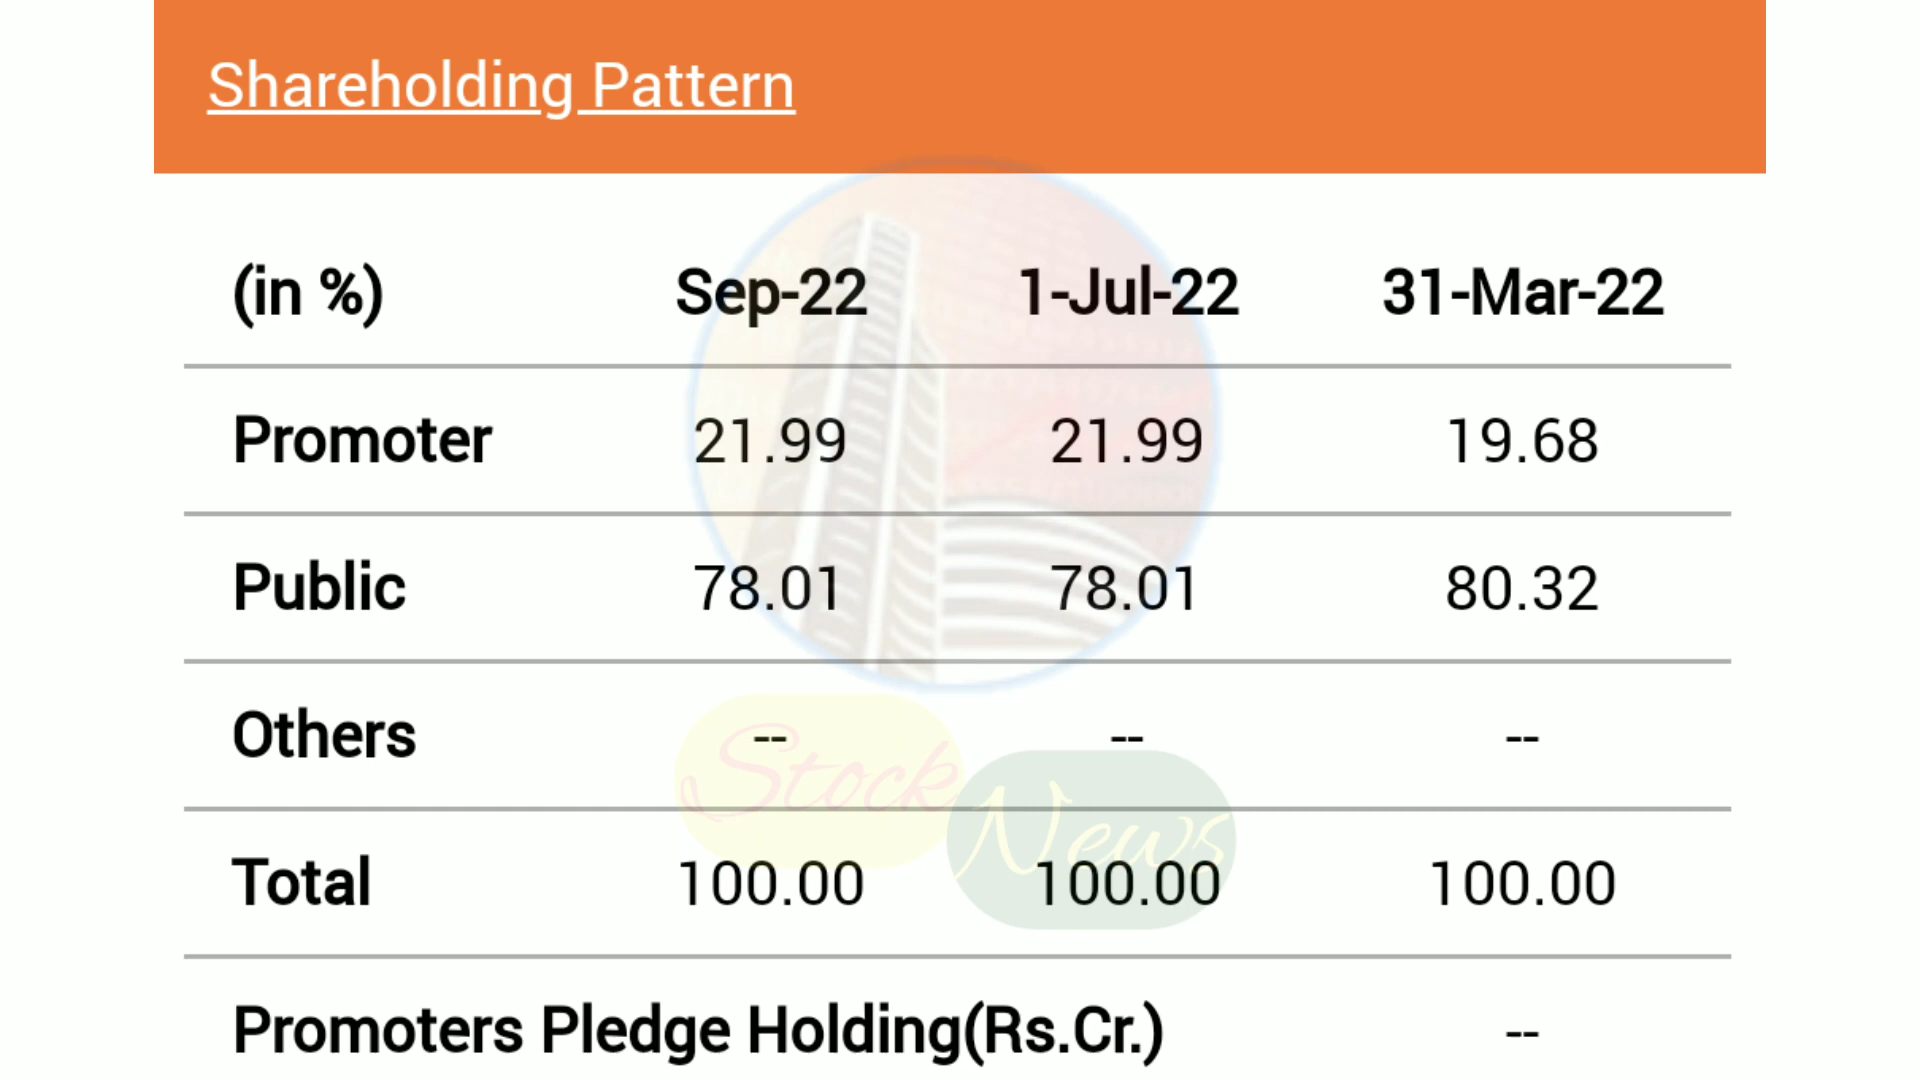 Shareholding Pattern
(in %) Sep-22 1-Jul-22 31-Mar-22
Promoter 21.99 21.99 19.68
Public 78.01 78.01 80.32
Others -- -- --
Stock
News
Total 100.00 100.00 100.00
Promoters Pledge Holding(Rs.Cr.) --